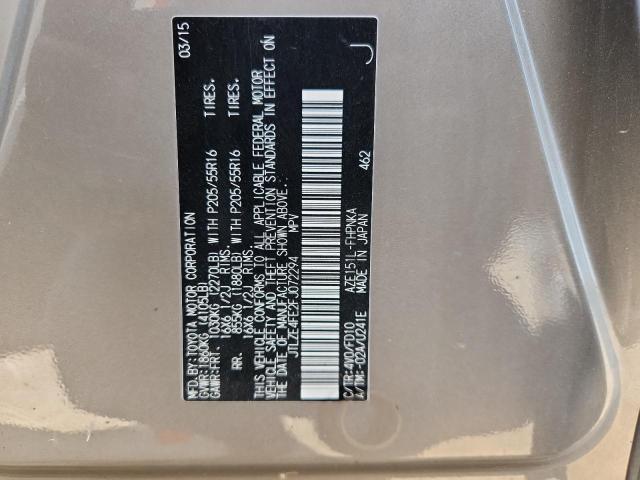 MFD.BY:TOYOTA MOTOR CORPORATION 03/15
GVWR:1860KG (4105LB)
GAWR:FRT. 1030KG (2270LB) WITH P205/55R16 TIRES.
16X6 1/2J RIMS.
RR. 855KG (1880LB) WITH P205/55R16 TIRES.
16X6 1/2J RIMS.
THIS VEHICLE CONFORMS TO ALL APPLICABLE FEDERAL MOTOR
VEHICLE SAFETY AND THEFT PREVENTION STANDARDS IN EFFECT ON
THE DATE OF MANUFACTURE SHOWN ABOVE.
JTLZE4FE2FJ072294 MPV
C/TR:4V0/FD10 AZE151L-FHPNKA 462
A/TM:-02A/U241E MADE IN JAPAN
J